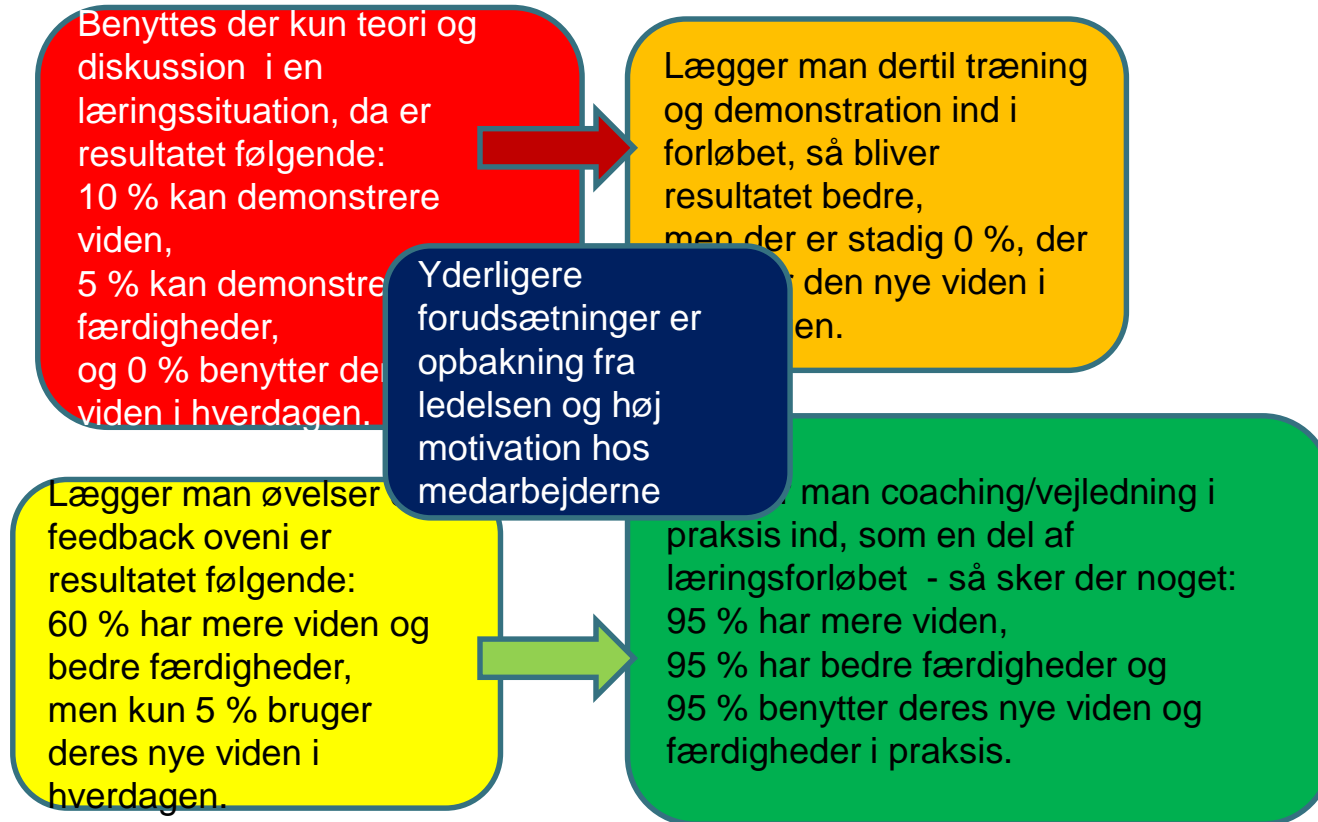 Benyttes der kun teori og
diskussion i en
læringssituation, da er
resultatet følgende:
10 % kan demonstrere
viden,
5 % kan demonstre
færdigheder,
og 0 % benytter
viden i hverdagen.
Lægger man dertil træning
og demonstration ind i
forløbet, så bliver
resultatet bedre,
men der er stadig 0 %, der
den nye viden i
en.
Yderligere
forudsætninger er
opbakning fra
ledelsen og høj
motivation hos
medarbejderne
Lægger man øvelser
feedback oveni er
resultatet følgende:
60 % har mere viden og
bedre færdigheder,
men kun 5 % bruger
deres nye viden i
hverdagen.
man coaching/vejledning i
praksis ind, som en del af
læringsforløbet - så sker der noget:
95 % har mere viden,
95 % har bedre færdigheder og
95 % benytter deres nye viden og
færdigheder i praksis.